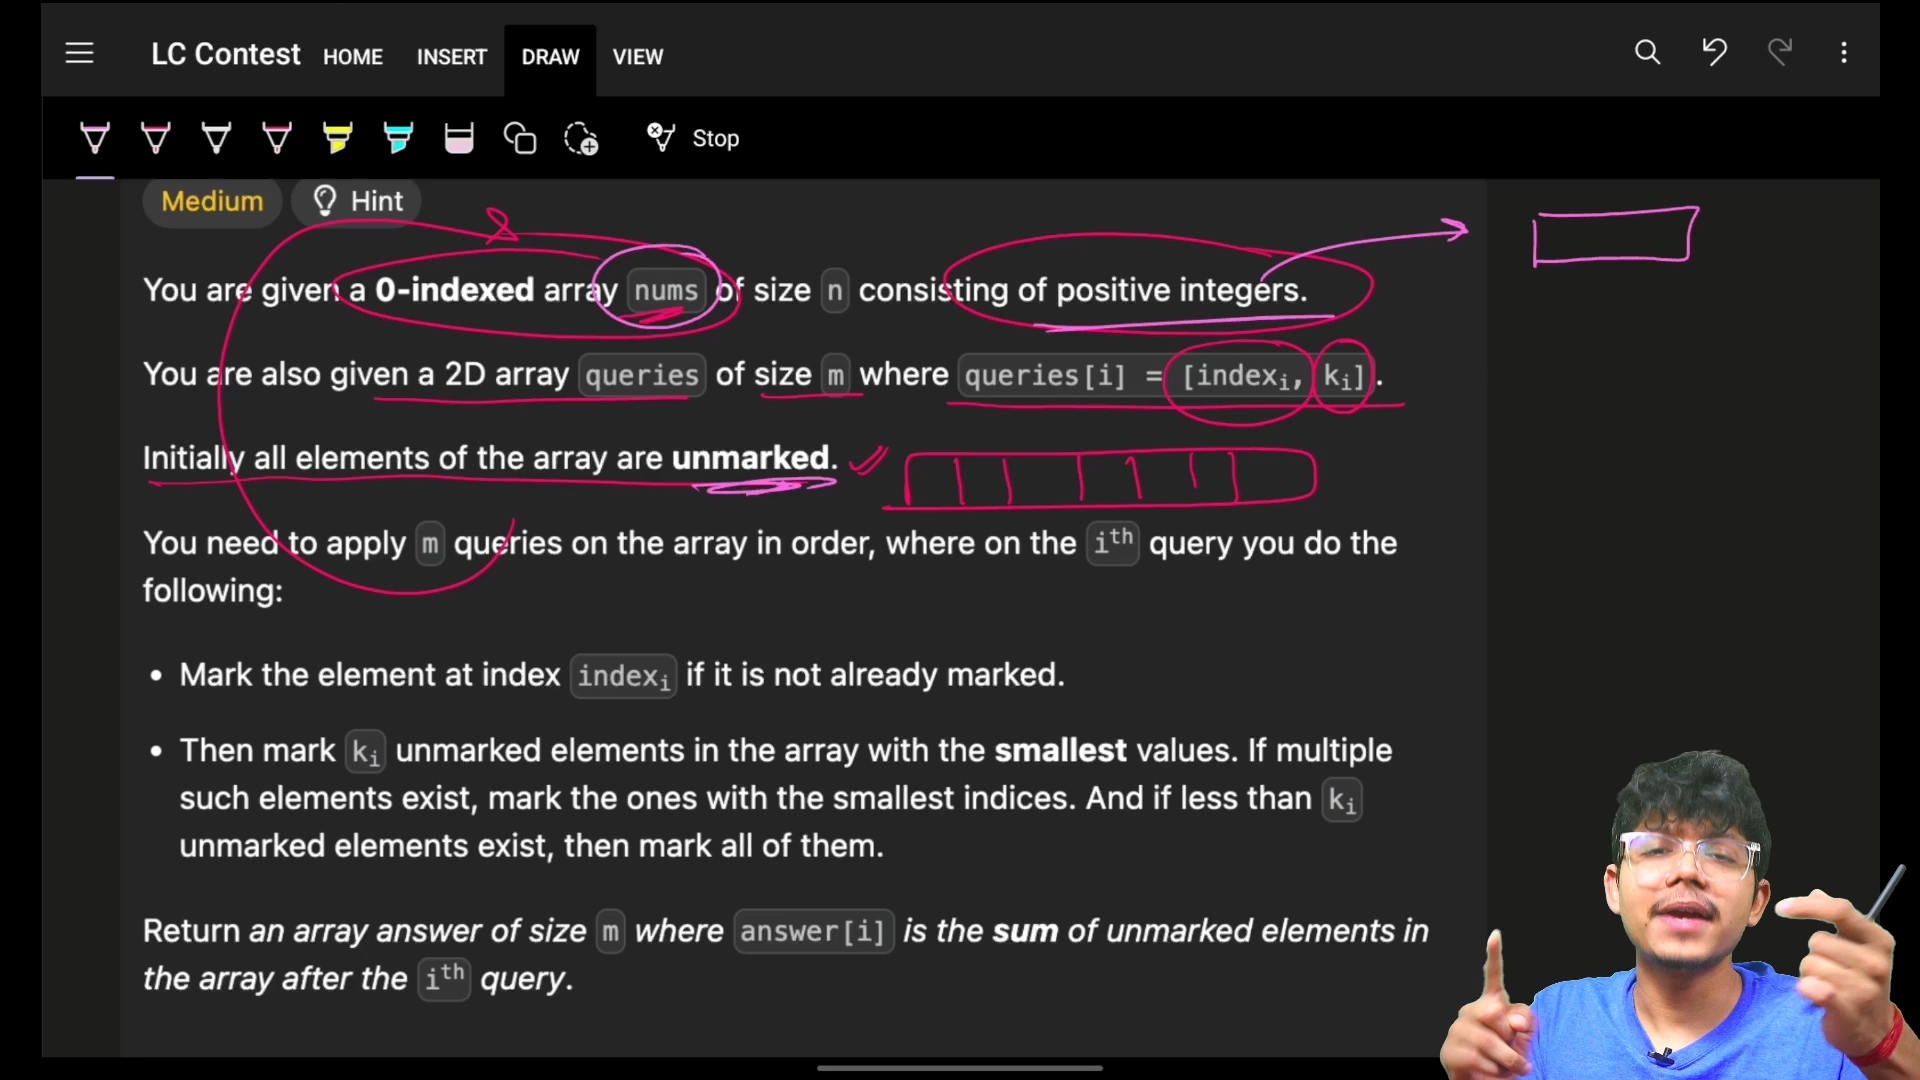 LC Contest HOME INSERT DRAW VIEW
Stop
Medium Hint
You are given a 0-indexed array nums of size n consisting of positive integers.
You are also given a 2D array queries of size m where queries[i] = [indexᵢ, kᵢ].
Initially all elements of the array are unmarked.
You need to apply m queries on the array in order, where on the iᵗʰ query you do the
following:
• Mark the element at index indexᵢ if it is not already marked.
• Then mark kᵢ unmarked elements in the array with the smallest values. If multiple
such elements exist, mark the ones with the smallest indices. And if less than kᵢ
unmarked elements exist, then mark all of them.
Return an array answer of size m where answer[i] is the sum of unmarked elements in
the array after the iᵗʰ query.